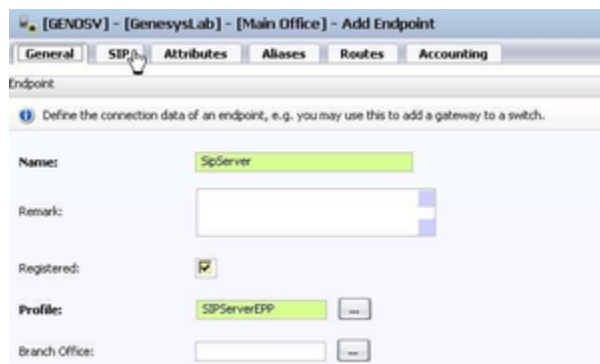 [GENOSV] - [GenesysLab] - [Main Office] - Add Endpoint
General SIP Attributes Aliases Routes Accounting
Endpoint
Define the connection data of an endpoint, e.g. you may use this to add a gateway to a switch.
Name: SipServer
Remark:
Registered:
Profile: SIPServerEPP ...
Branch Office: ...